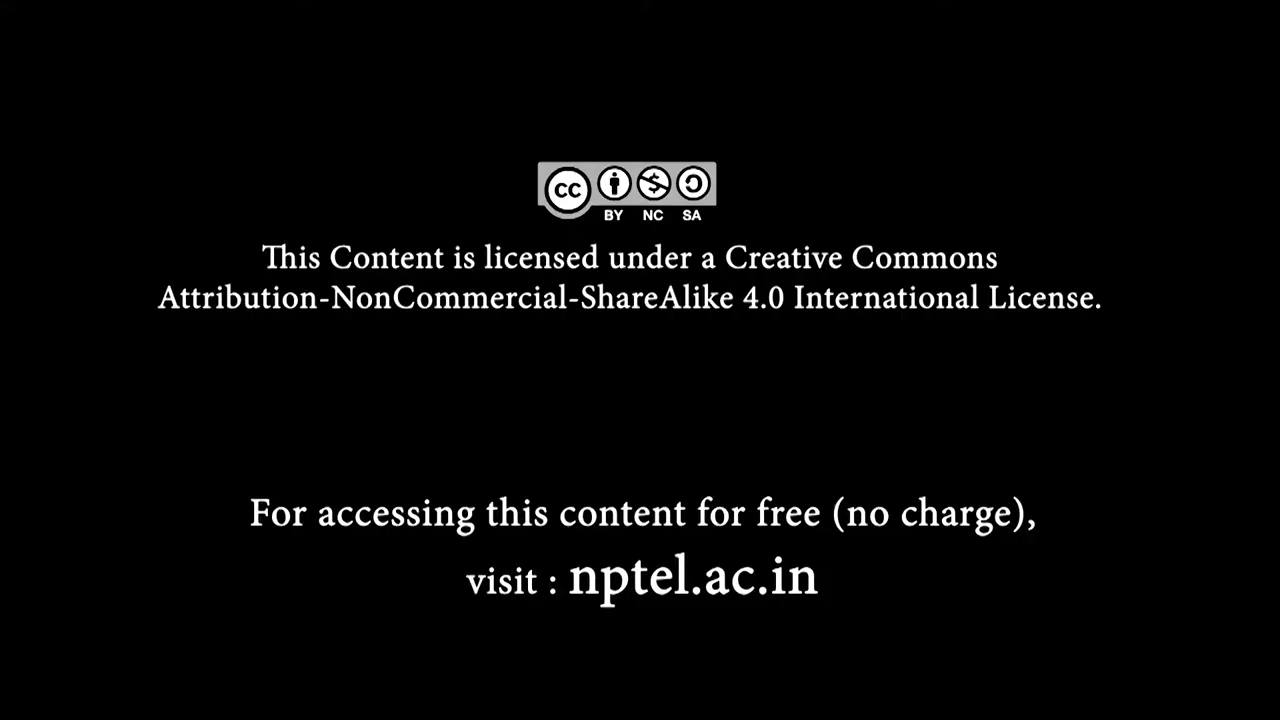 cc
BY NC SA
This Content is licensed under a Creative Commons
Attribution-NonCommercial-ShareAlike 4.0 International License.
For accessing this content for free (no charge),
visit : nptel.ac.in